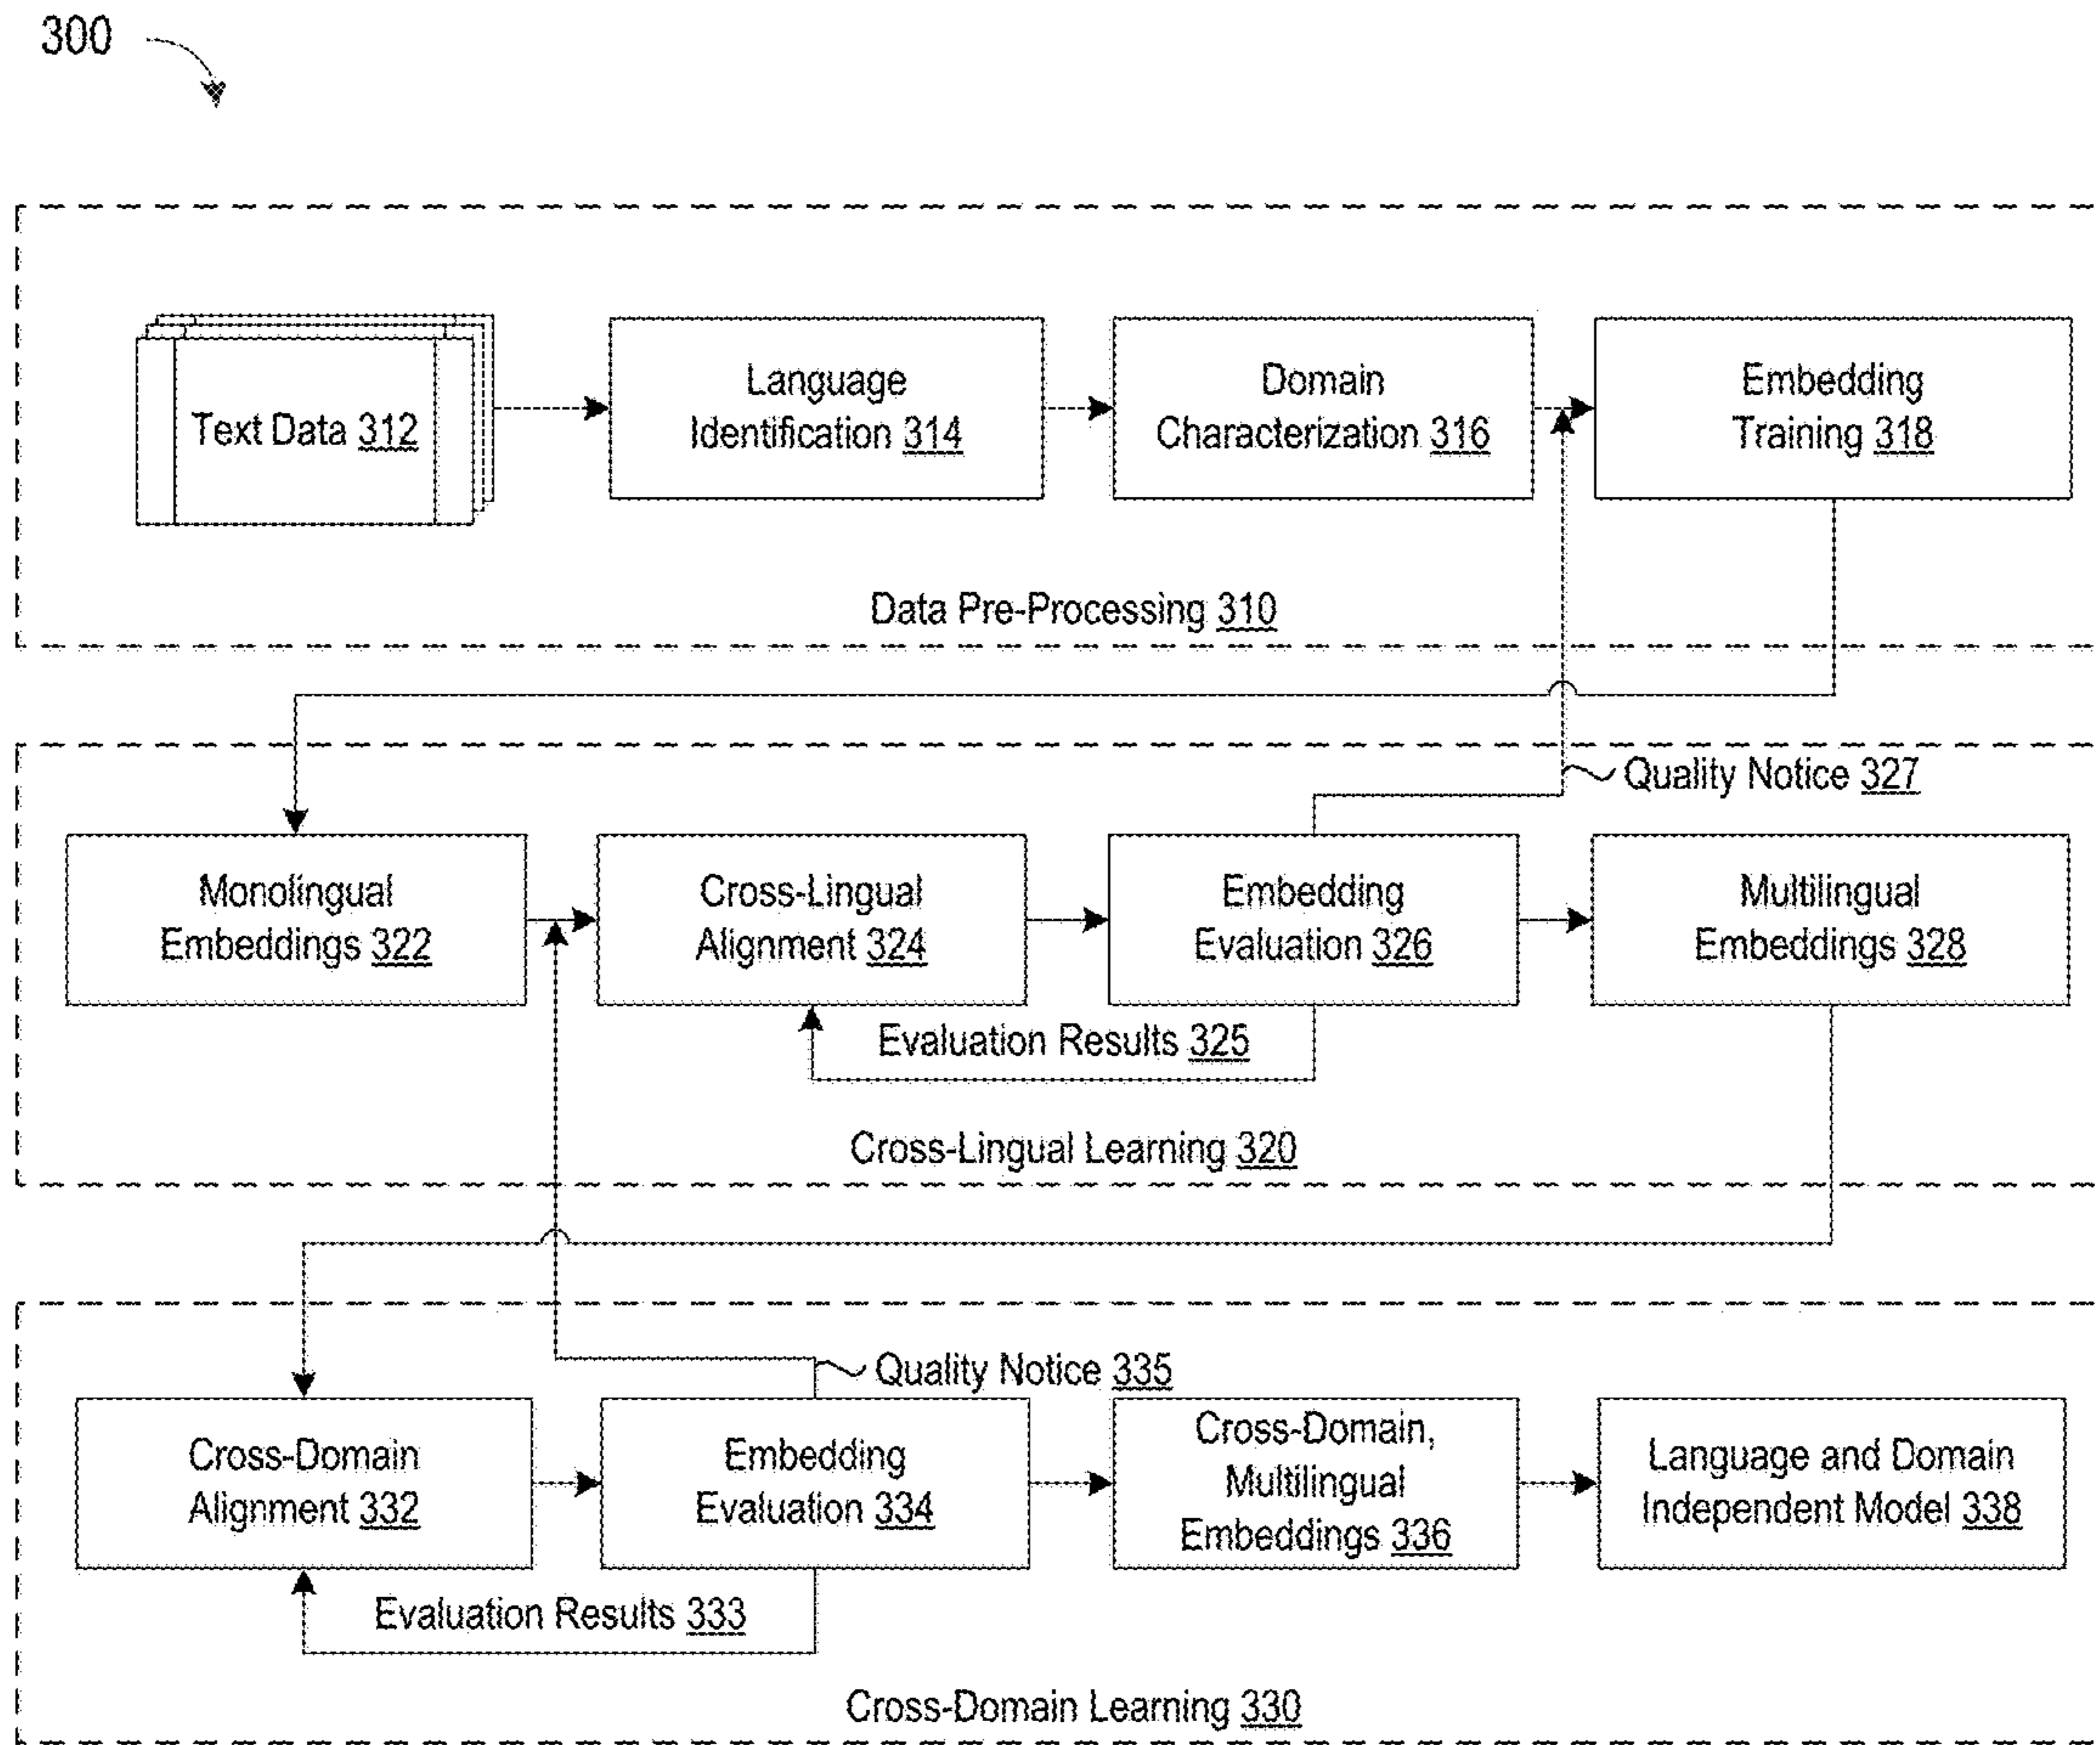 300
Text Data 312
Language
Identification 314
Domain
Characterization 316
Embedding
Training 318
Data Pre-Processing 310
Quality Notice 327
Monolingual
Embeddings 322
Cross-Lingual
Alignment 324
Embedding
Evaluation 326
Multilingual
Embeddings 328
Evaluation Results 325
Cross-Lingual Learning 320
Quality Notice 335
Cross-Domain
Alignment 332
Embedding
Evaluation 334
Cross-Domain,
Multilingual
Embeddings 336
Language and Domain
Independent Model 338
Evaluation Results 333
Cross-Domain Learning 330